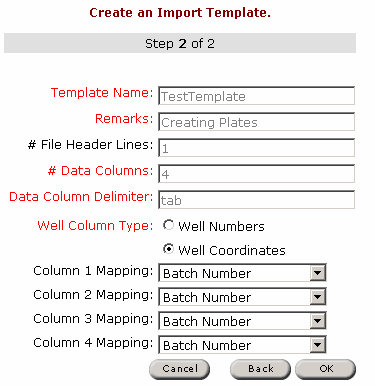 Create an Import Template.
Step 2 of 2
Template Name: TestTemplate
Remarks: Creating Plates
# File Header Lines: 1
# Data Columns: 4
Data Column Delimiter: tab
Well Column Type: Well Numbers
Well Coordinates
Column 1 Mapping: Batch Number
Column 2 Mapping: Batch Number
Column 3 Mapping: Batch Number
Column 4 Mapping: Batch Number
Cancel Back OK